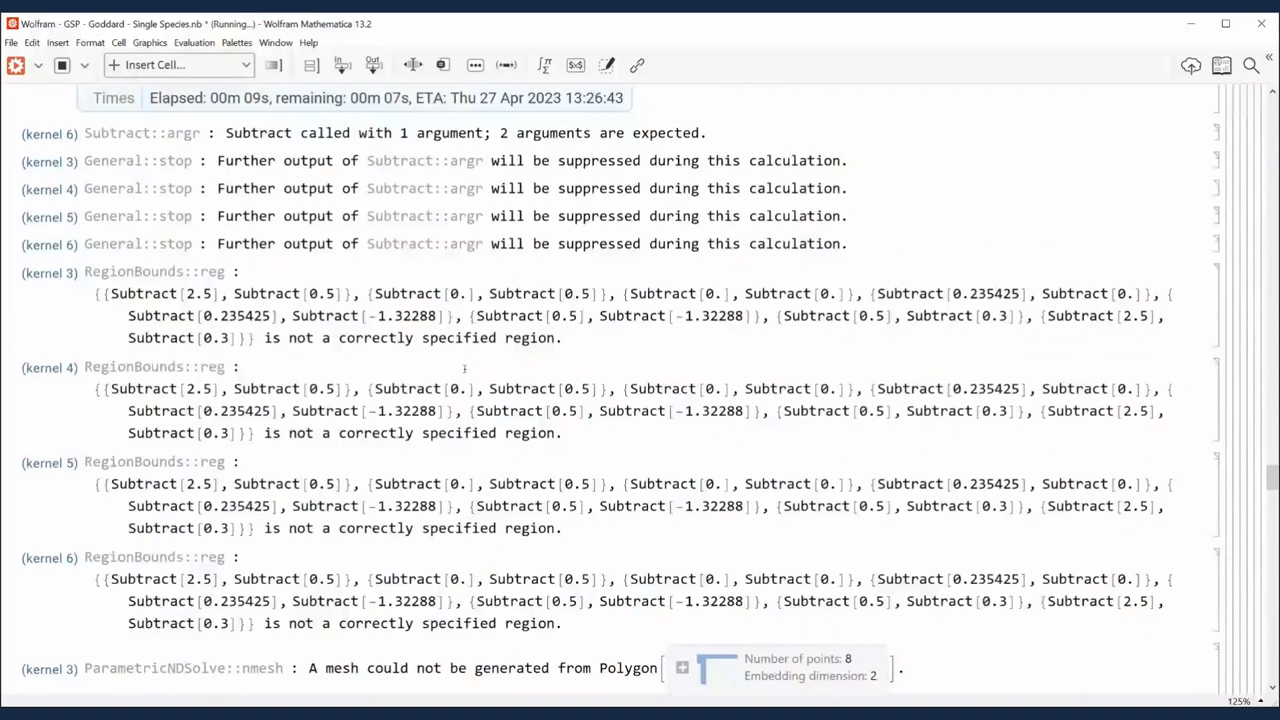 Wolfram - GSP - Goddard - Single Species.nb * (Running...) - Wolfram Mathematica 13.2
File Edit Insert Format Cell Graphics Evaluation Palettes Window Help
+ Insert Cell...
Times Elapsed: 00m 09s, remaining: 00m 07s, ETA: Thu 27 Apr 2023 13:26:43
(kernel 6) Subtract::argr : Subtract called with 1 argument; 2 arguments are expected.
(kernel 3) General::stop : Further output of Subtract::argr will be suppressed during this calculation.
(kernel 4) General::stop : Further output of Subtract::argr will be suppressed during this calculation.
(kernel 5) General::stop : Further output of Subtract::argr will be suppressed during this calculation.
(kernel 6) General::stop : Further output of Subtract::argr will be suppressed during this calculation.
(kernel 3) RegionBounds::reg :
{{Subtract[2.5], Subtract[0.5]}, {Subtract[0.], Subtract[0.5]}, {Subtract[0.], Subtract[0.]}, {Subtract[0.235425], Subtract[0.]}, {
Subtract[0.235425], Subtract[-1.32288]}, {Subtract[0.5], Subtract[-1.32288]}, {Subtract[0.5], Subtract[0.3]}, {Subtract[2.5],
Subtract[0.3]}} is not a correctly specified region.
(kernel 4) RegionBounds::reg :
{{Subtract[2.5], Subtract[0.5]}, {Subtract[0.], Subtract[0.5]}, {Subtract[0.], Subtract[0.]}, {Subtract[0.235425], Subtract[0.]}, {
Subtract[0.235425], Subtract[-1.32288]}, {Subtract[0.5], Subtract[-1.32288]}, {Subtract[0.5], Subtract[0.3]}, {Subtract[2.5],
Subtract[0.3]}} is not a correctly specified region.
(kernel 5) RegionBounds::reg :
{{Subtract[2.5], Subtract[0.5]}, {Subtract[0.], Subtract[0.5]}, {Subtract[0.], Subtract[0.]}, {Subtract[0.235425], Subtract[0.]}, {
Subtract[0.235425], Subtract[-1.32288]}, {Subtract[0.5], Subtract[-1.32288]}, {Subtract[0.5], Subtract[0.3]}, {Subtract[2.5],
Subtract[0.3]}} is not a correctly specified region.
(kernel 6) RegionBounds::reg :
{{Subtract[2.5], Subtract[0.5]}, {Subtract[0.], Subtract[0.5]}, {Subtract[0.], Subtract[0.]}, {Subtract[0.235425], Subtract[0.]}, {
Subtract[0.235425], Subtract[-1.32288]}, {Subtract[0.5], Subtract[-1.32288]}, {Subtract[0.5], Subtract[0.3]}, {Subtract[2.5],
Subtract[0.3]}} is not a correctly specified region.
Number of points: 8
(kernel 3) ParametricNDSolve::nmesh : A mesh could not be generated from Polygon[ ].
Embedding dimension: 2
125%